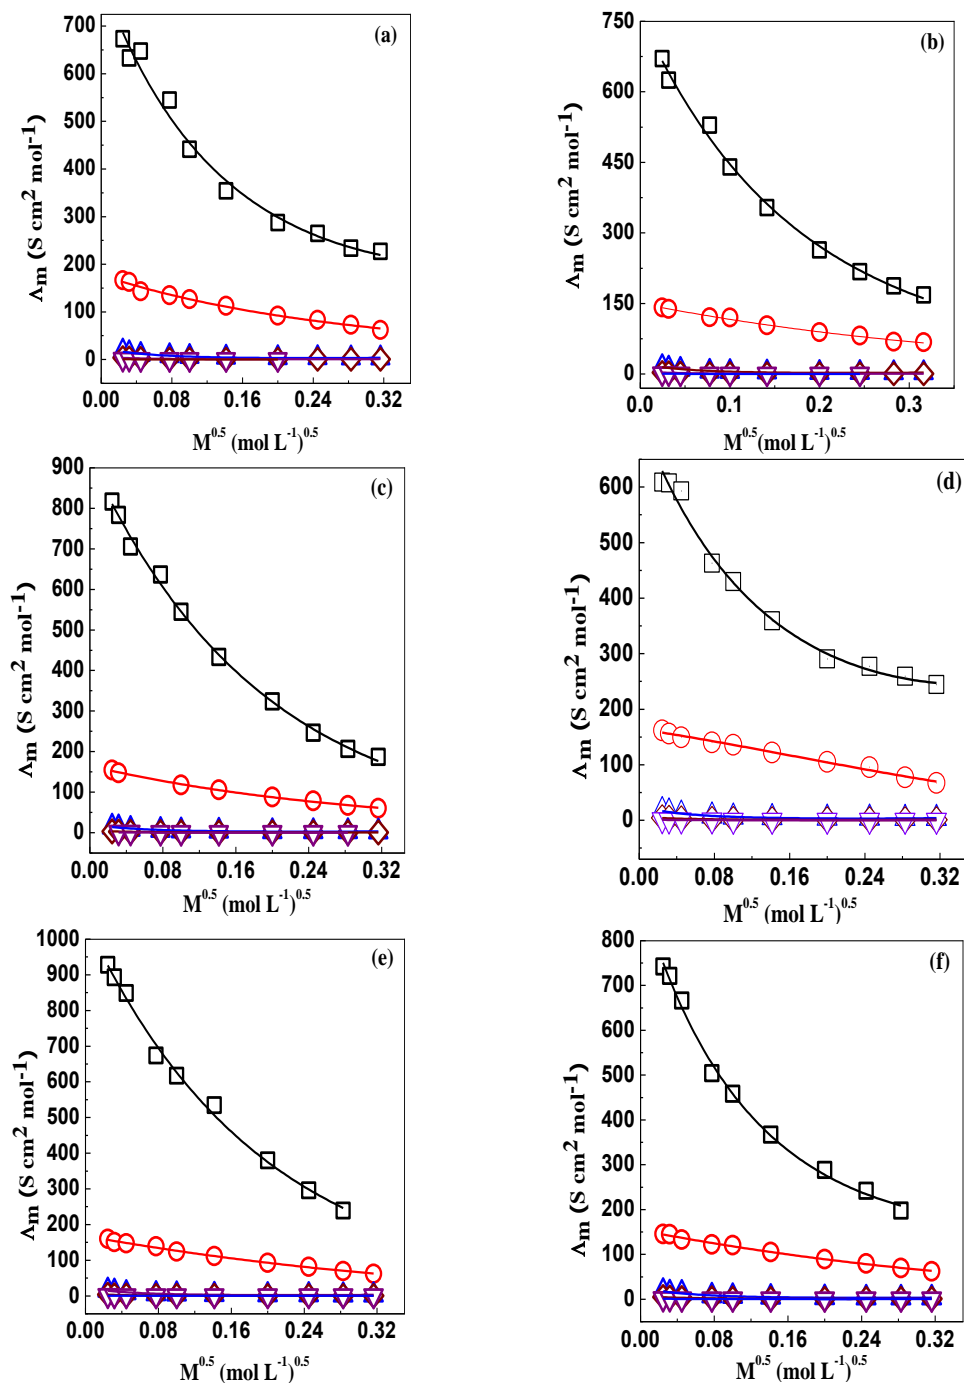 (a)
Λm (S cm2 mol-1)
700
600
500
400
300
200
100
0
0.00 0.08 0.16 0.24 0.32
M0.5 (mol L-1)0.5
(b)
Λm (S cm2 mol-1)
750
600
450
300
150
0
0.0 0.1 0.2 0.3
M0.5(mol L-1)0.5
(c)
Λm (S cm2 mol-1)
900
800
700
600
500
400
300
200
100
0
0.00 0.08 0.16 0.24 0.32
M0.5 (mol L-1)0.5
(d)
Λm (S cm2 mol-1)
600
500
400
300
200
100
0
0.00 0.08 0.16 0.24 0.32
M0.5 (mol L-1)0.5
(e)
Λm (S cm2 mol-1)
1000
900
800
700
600
500
400
300
200
100
0
0.00 0.08 0.16 0.24 0.32
M0.5 (mol L-1)0.5
(f)
Λm (S cm2 mol-1)
800
700
600
500
400
300
200
100
0
0.00 0.08 0.16 0.24 0.32
M0.5 (mol L-1)0.5